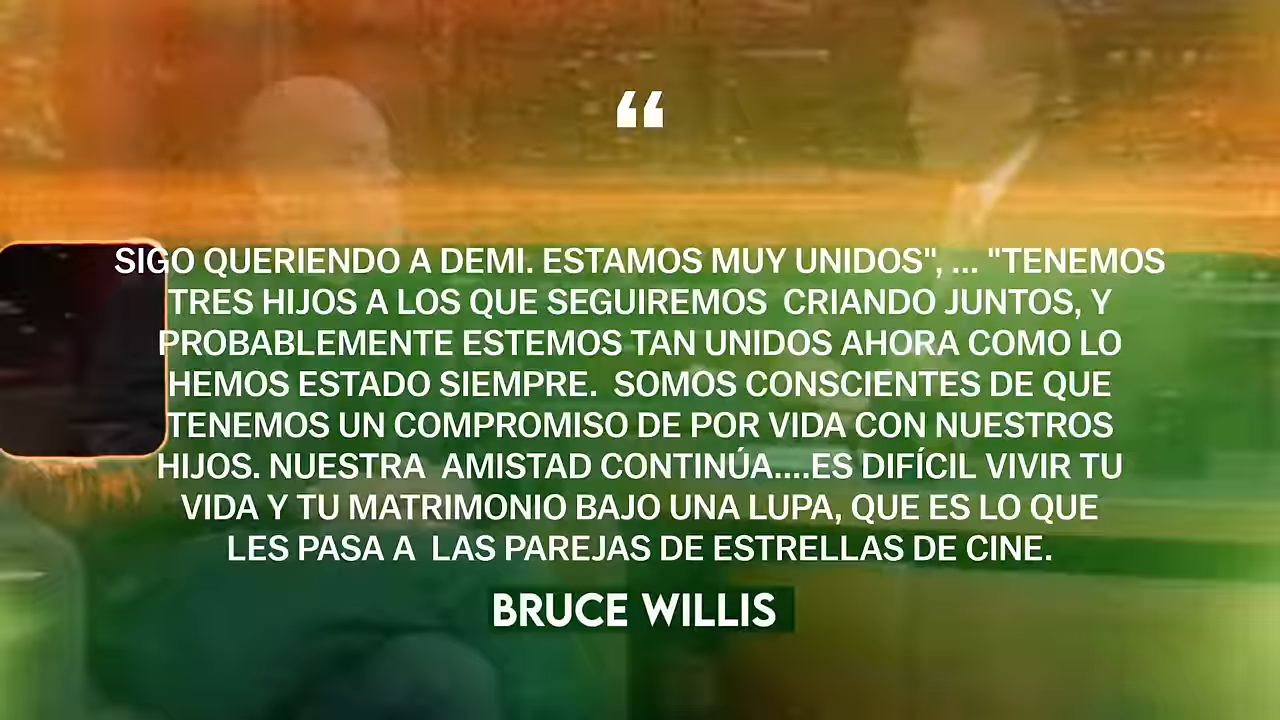 “
SIGO QUERIENDO A DEMI. ESTAMOS MUY UNIDOS", ... "TENEMOS
TRES HIJOS A LOS QUE SEGUIREMOS  CRIANDO JUNTOS, Y
PROBABLEMENTE ESTEMOS TAN UNIDOS AHORA COMO LO
HEMOS ESTADO SIEMPRE.  SOMOS CONSCIENTES DE QUE
TENEMOS UN COMPROMISO DE POR VIDA CON NUESTROS
HIJOS. NUESTRA  AMISTAD CONTINÚA....ES DIFÍCIL VIVIR TU
VIDA Y TU MATRIMONIO BAJO UNA LUPA, QUE ES LO QUE
LES PASA A  LAS PAREJAS DE ESTRELLAS DE CINE.
BRUCE WILLIS